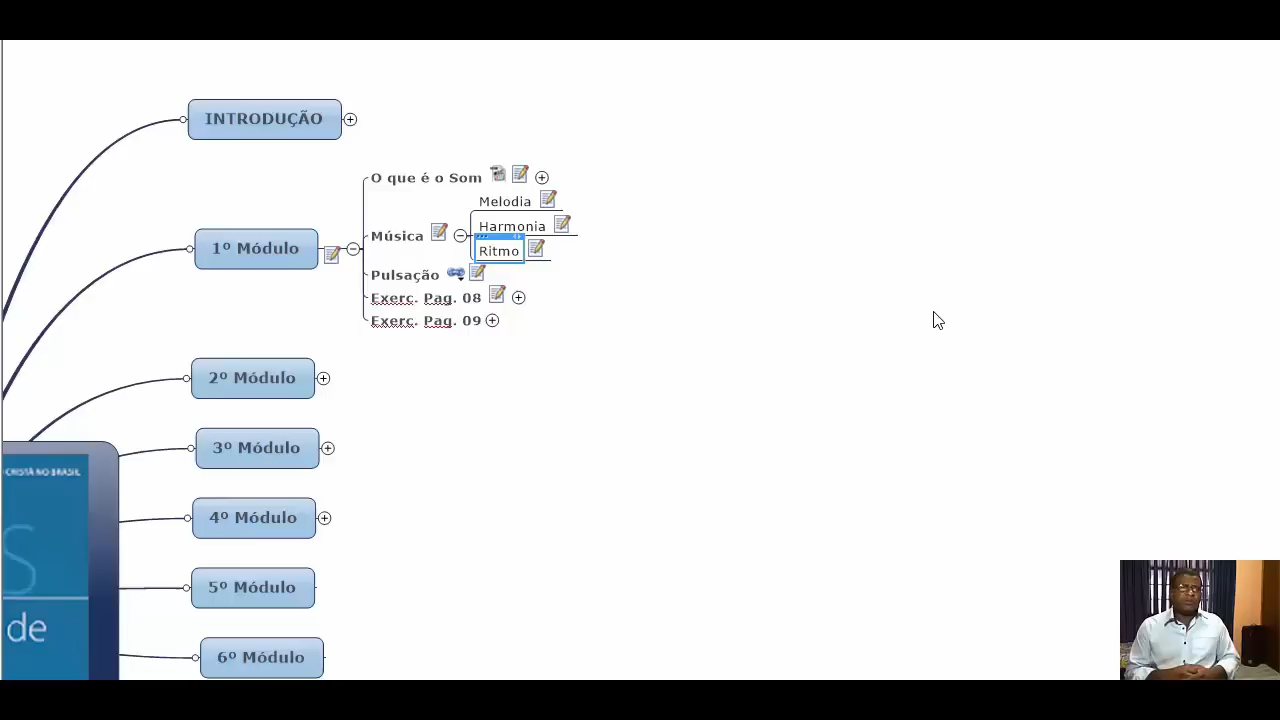 INTRODUÇÃO
O que é o Som
Melodia
Harmonia
Música
Ritmo
1º Módulo
Pulsação
Exerc. Pag. 08
Exerc. Pag. 09
2º Módulo
3º Módulo
CRISTÃ NO BRASIL
4º Módulo
S
5º Módulo
de
6º Módulo